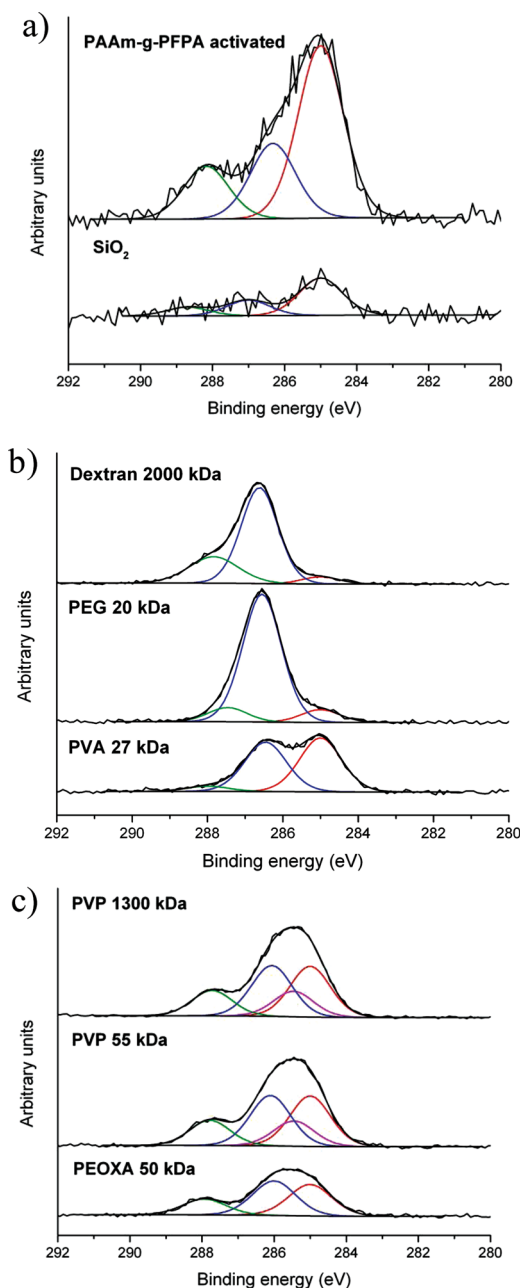 a)
PAAm-g-PFPA activated
SiO₂
Arbitrary units
292 290 288 286 284 282 280
Binding energy (eV)
b)
Dextran 2000 kDa
PEG 20 kDa
PVA 27 kDa
Arbitrary units
292 290 288 286 284 282 280
Binding energy (eV)
c)
PVP 1300 kDa
PVP 55 kDa
PEOXA 50 kDa
Arbitrary units
292 290 288 286 284 282 280
Binding energy (eV)